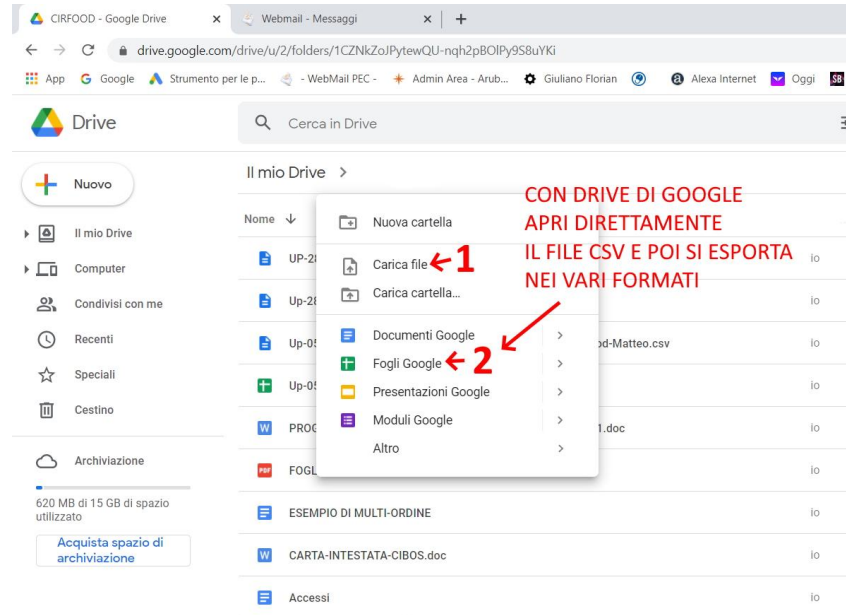 CIRFOOD - Google Drive
Webmail - Messaggi
drive.google.com/drive/u/2/folders/1CZNkZoJPytewQU-nqh2pBOlPy9S8uYKi
App Google Strumento per le p... - WebMail PEC - Admin Area - Arub... Giuliano Florian Alexa Internet Oggi SB
Drive
Cerca in Drive
Nuovo
Il mio Drive
Computer
Condivisi con me
Recenti
Speciali
Cestino
Archiviazione
620 MB di 15 GB di spazio
utilizzato
Acquista spazio di
archiviazione
Il mio Drive
Nome
UP-28
io
Up-28
io
Up-05
od-Matteo.csv
io
Up-05
io
PROG
1.doc
io
FOGL
io
ESEMPIO DI MULTI-ORDINE
io
CARTA-INTESTATA-CIBOS.doc
io
Accessi
io
Nuova cartella
Carica file
1
Carica cartella...
Documenti Google
Fogli Google
2
Presentazioni Google
Moduli Google
Altro
CON DRIVE DI GOOGLE
APRI DIRETTAMENTE
IL FILE CSV E POI SI ESPORTA
NEI VARI FORMATI